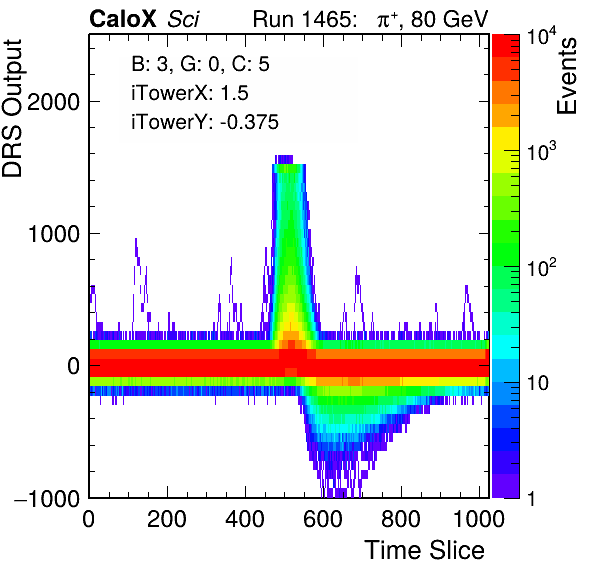 CaloX Sci Run 1465: π⁺, 80 GeV
B: 3, G: 0, C: 5
iTowerX: 1.5
iTowerY: -0.375
DRS Output
2000
1000
0
−1000
0 200 400 600 800 1000
Time Slice
Events
10⁴
10³
10²
10
1